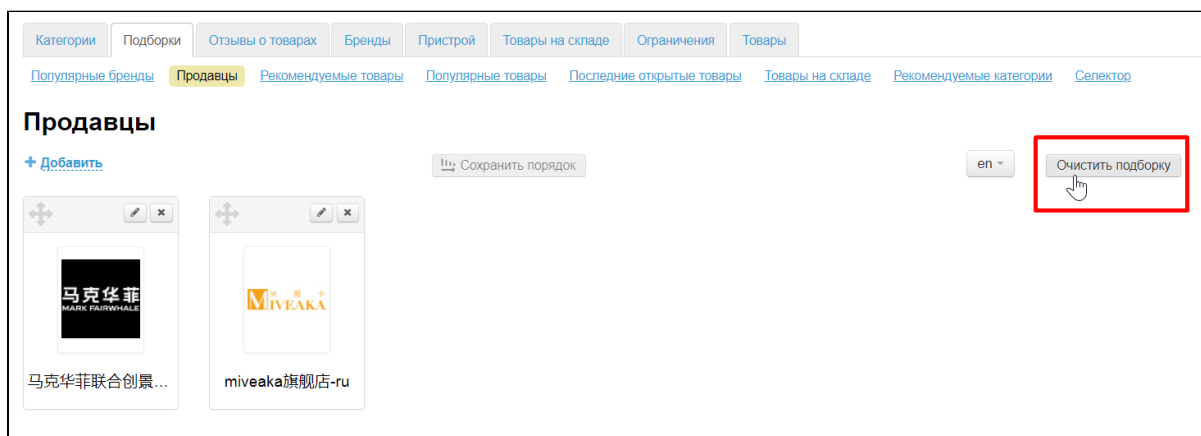 Категории Подборки Отзывы о товарах Бренды Пристрой Товары на складе Ограничения Товары
Популярные бренды Продавцы Рекомендуемые товары Популярные товары Последние открытые товары Товары на складе Рекомендуемые категории Селектор
Продавцы
+ Добавить Сохранить порядок en Очистить подборку
马克华菲
MARK FAIRWHALE
米薇卡
MIVEAKA
马克华菲联合创景...
miveaka旗舰店-ru